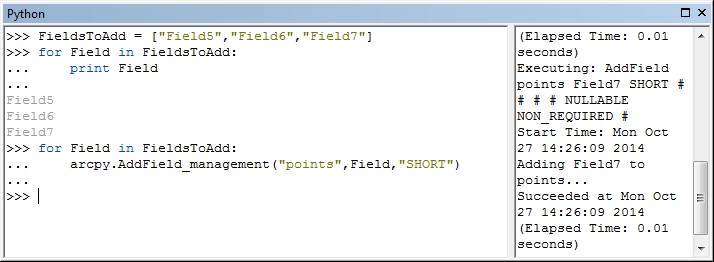 Python
>>> FieldsToAdd = ["Field5","Field6","Field7"]
>>> for Field in FieldsToAdd:
...     print Field
...
Field5
Field6
Field7
>>> for Field in FieldsToAdd:
...     arcpy.AddField_management("points",Field,"SHORT")
...
>>>
(Elapsed Time: 0.01
seconds)
Executing: AddField
points Field7 SHORT #
# # # NULLABLE
NON_REQUIRED #
Start Time: Mon Oct
27 14:26:09 2014
Adding Field7 to
points...
Succeeded at Mon Oct
27 14:26:09 2014
(Elapsed Time: 0.01
seconds)